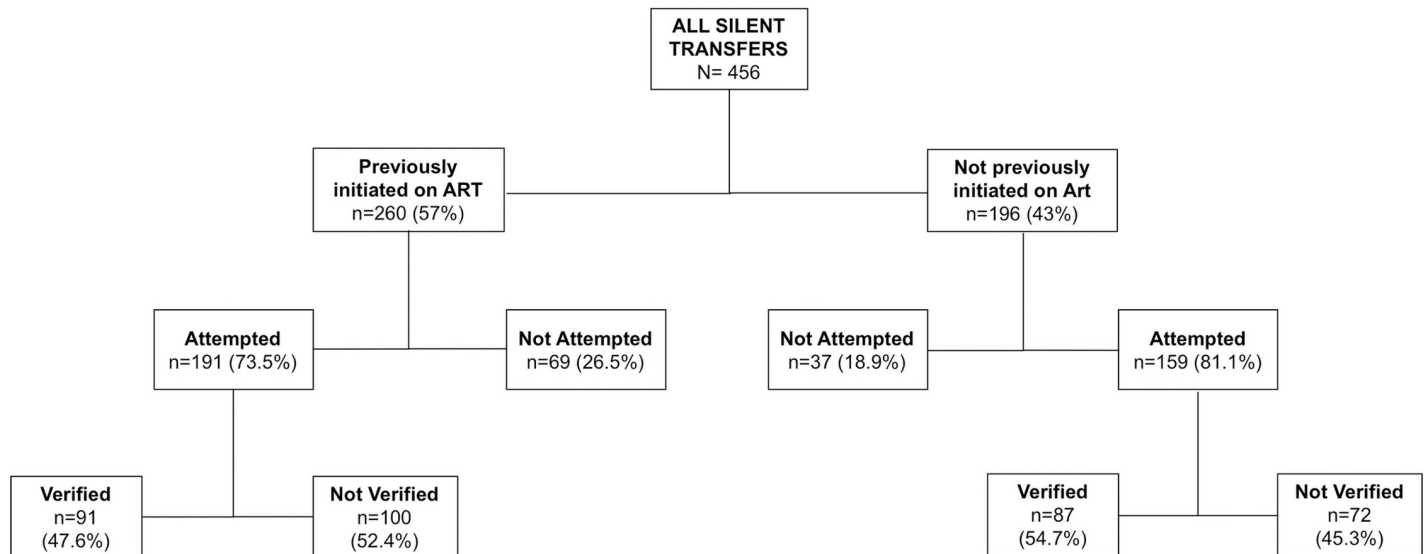 ALL SILENT
TRANSFERS
N= 456
Previously
initiated on ART
n=260 (57%)
Not previously
initiated on Art
n=196 (43%)
Attempted
n=191 (73.5%)
Not Attempted
n=69 (26.5%)
Not Attempted
n=37 (18.9%)
Attempted
n=159 (81.1%)
Verified
n=91
(47.6%)
Not Verified
n=100
(52.4%)
Verified
n=87
(54.7%)
Not Verified
n=72
(45.3%)